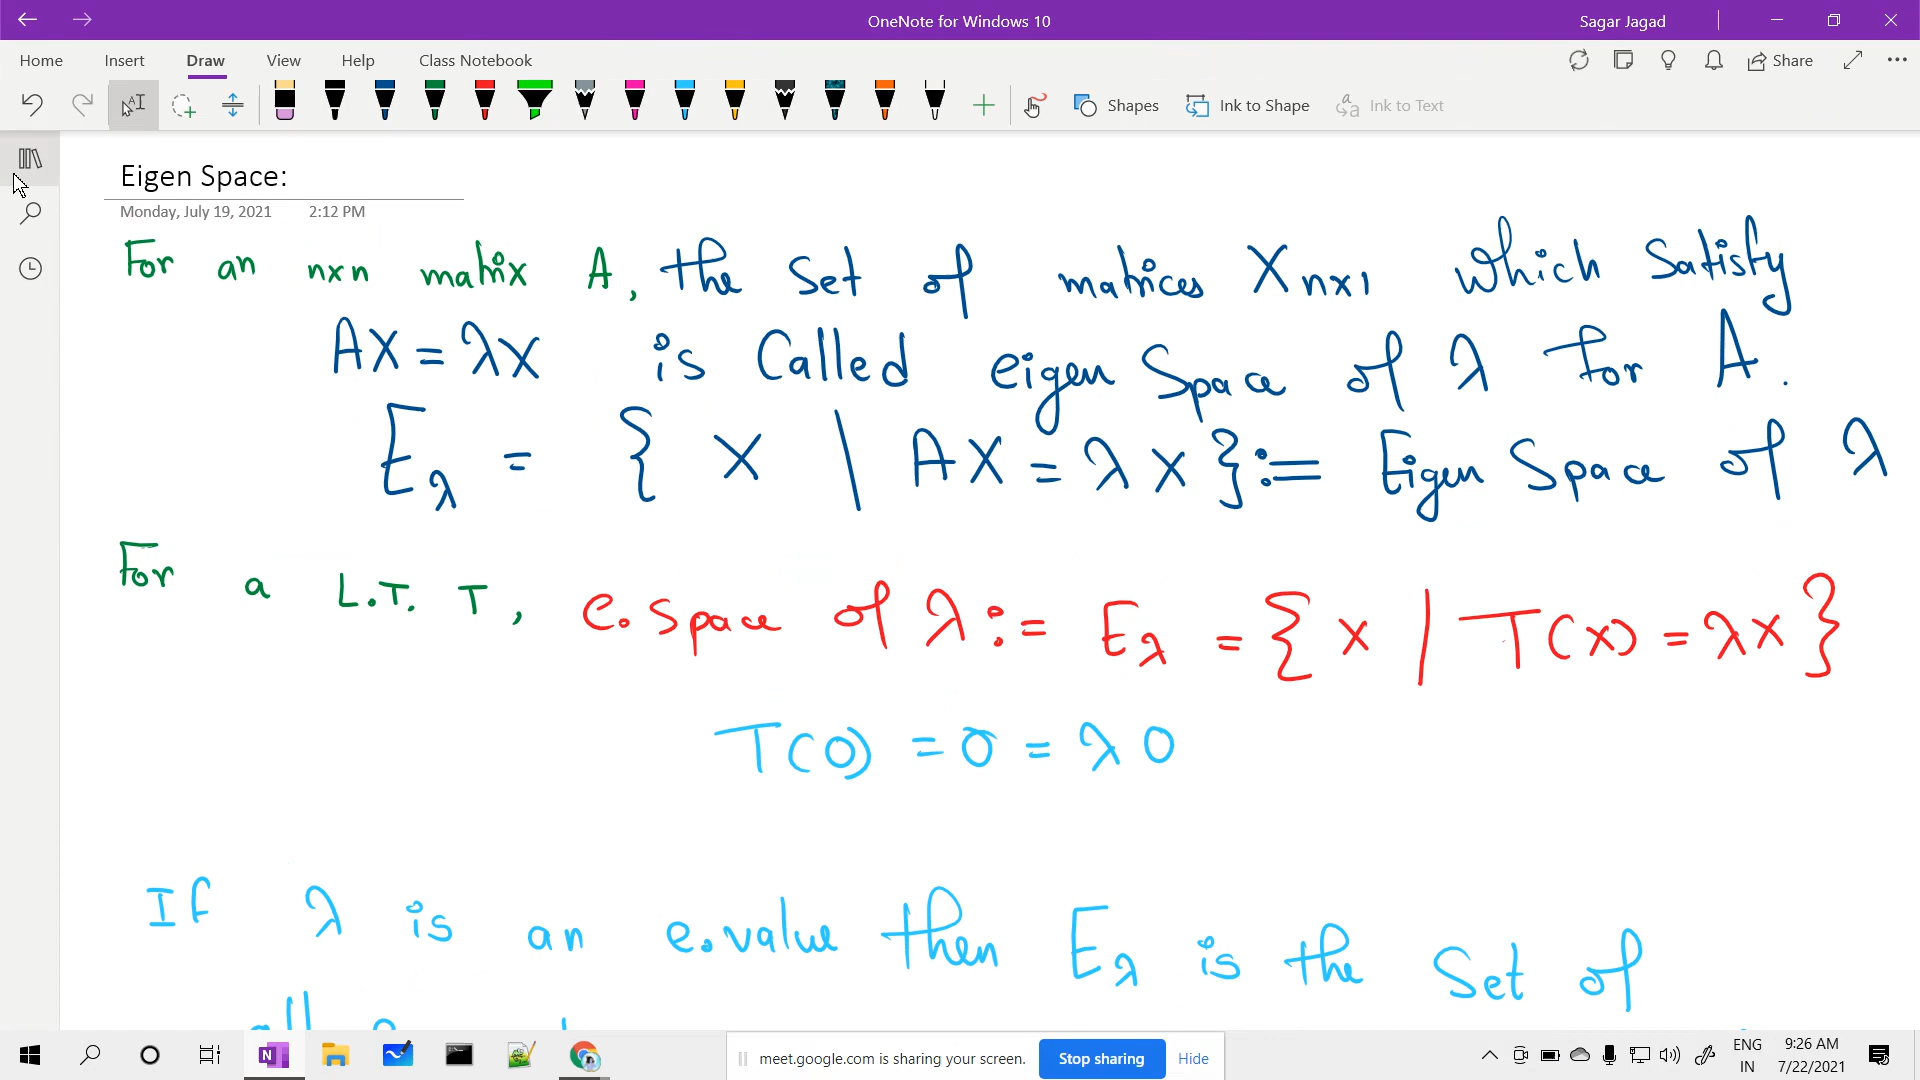 OneNote for Windows 10
Sagar Jagad
Home Insert Draw View Help Class Notebook
Share
Shapes Ink to Shape Ink to Text
Eigen Space:
Monday, July 19, 2021 2:12 PM
For an nxn matrix A, the set of matrices Xnx1 which satisfy
AX = λX is called eigen space of λ for A.
Eλ = { X | AX = λX } := Eigen Space of λ
For a L.T. T, e. space of λ := Eλ = { x | T(x) = λx }
T(0) = 0 = λ0
If λ is an e.value then Eλ is the set of
all
meet.google.com is sharing your screen. Stop sharing Hide
ENG
IN
9:26 AM
7/22/2021